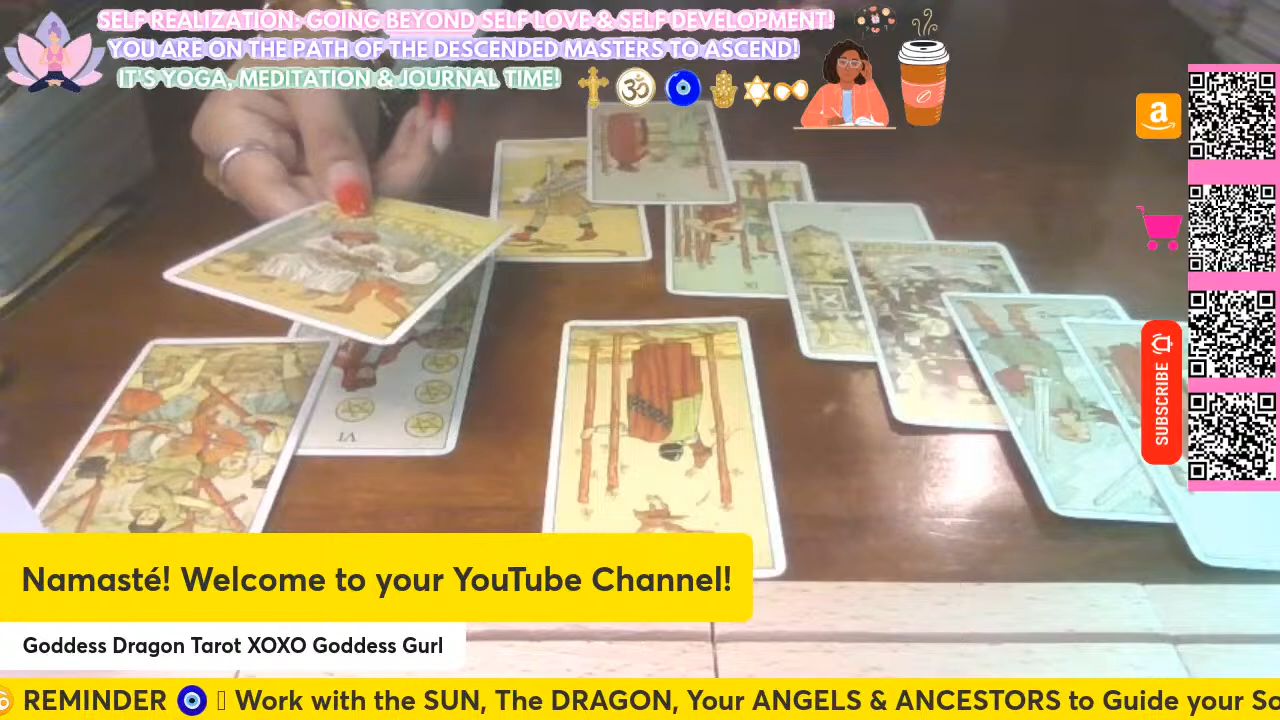 SELF REALIZATION: GOING BEYOND SELF LOVE & SELF DEVELOPMENT!
YOU ARE ON THE PATH OF THE DESCENDED MASTERS TO ASCEND!
IT'S YOGA, MEDITATION & JOURNAL TIME!
a
SUBSCRIBE
VI
IX
Namasté! Welcome to your YouTube Channel!
Goddess Dragon Tarot XOXO Goddess Gurl
REMINDER 🧿 Work with the SUN, The DRAGON, Your ANGELS & ANCESTORS to Guide your